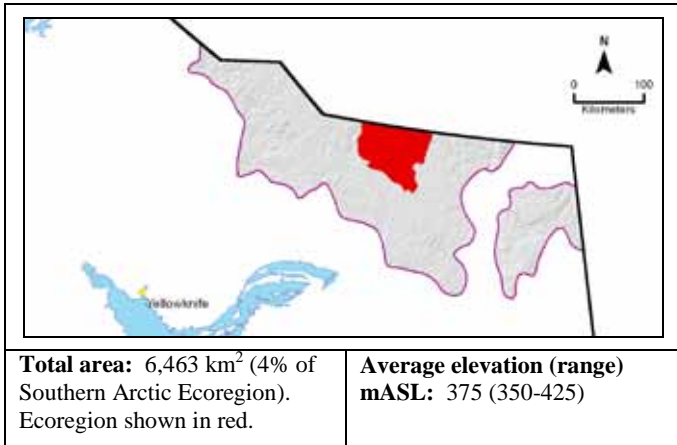 N
0 100
Kilometers
Yellowknife
Total area: 6,463 km² (4% of
Southern Arctic Ecoregion).
Ecoregion shown in red.
Average elevation (range)
mASL: 375 (350-425)